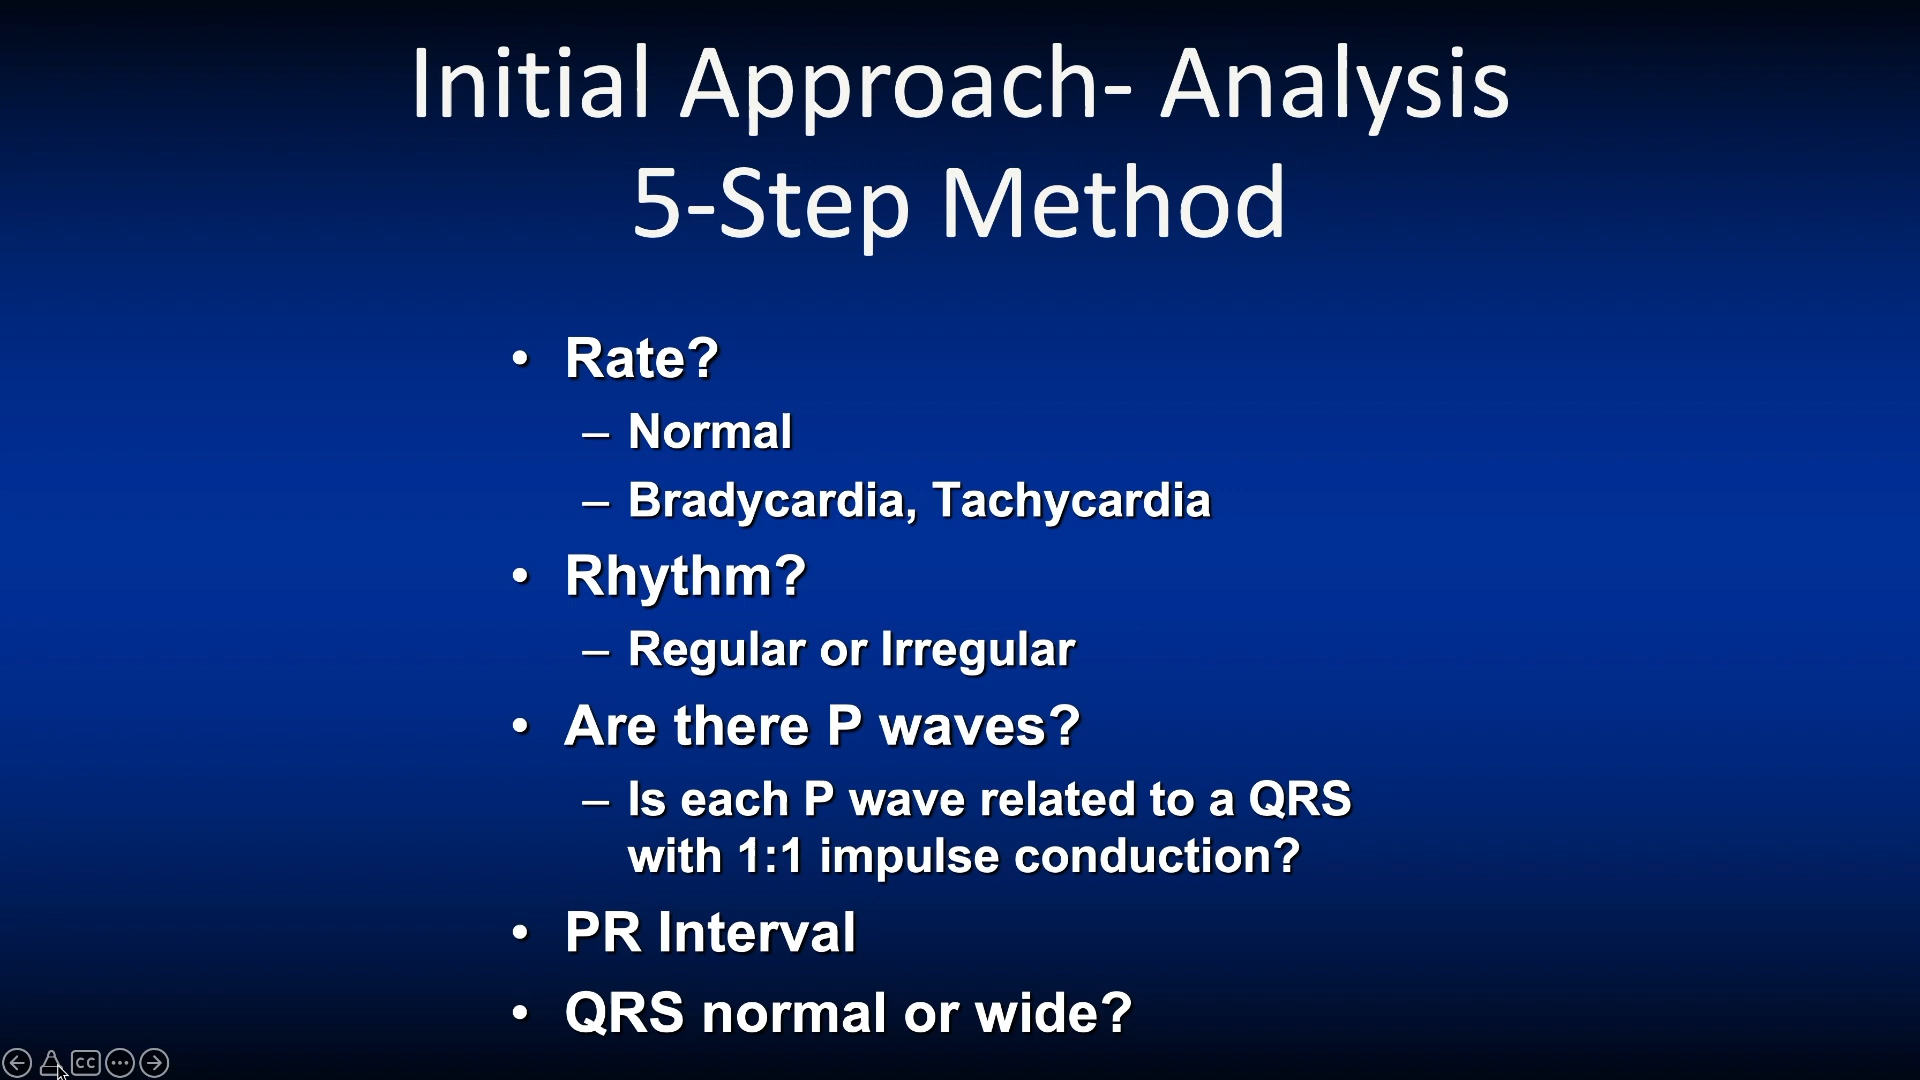 Initial Approach- Analysis
5-Step Method
• Rate?
– Normal
– Bradycardia, Tachycardia
• Rhythm?
– Regular or Irregular
• Are there P waves?
– Is each P wave related to a QRS
with 1:1 impulse conduction?
• PR Interval
• QRS normal or wide?
CC